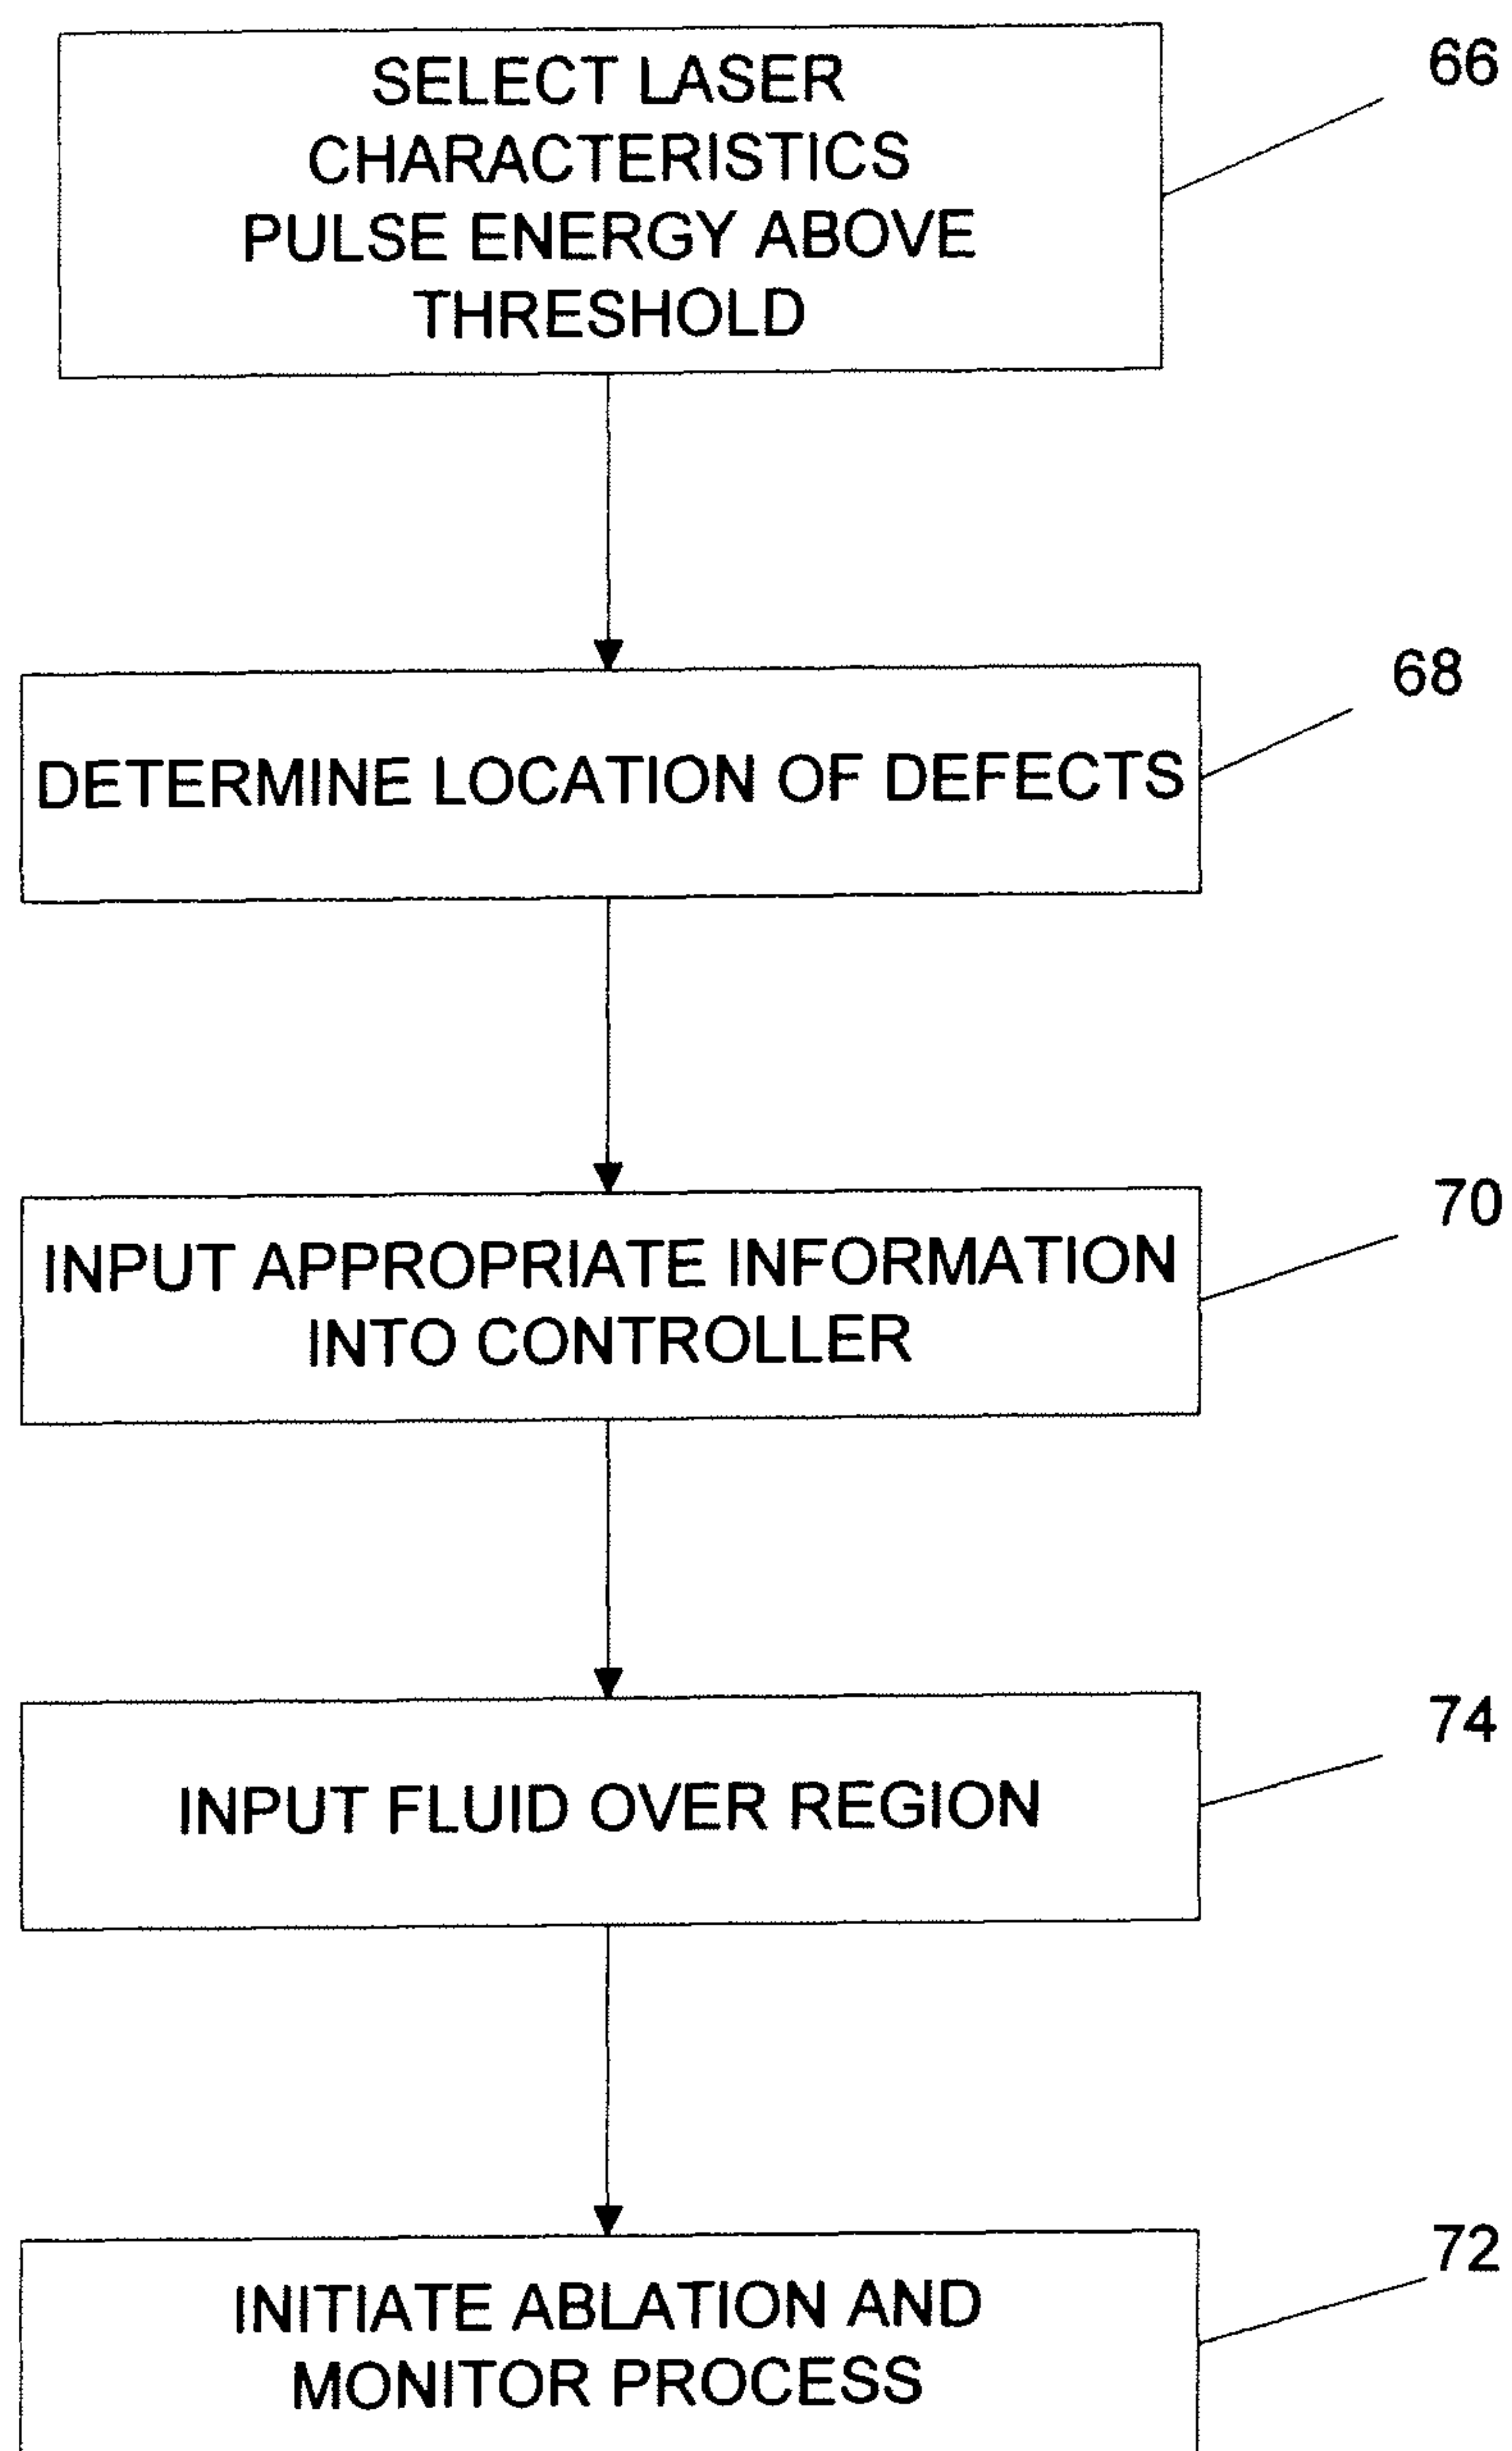 SELECT LASER
CHARACTERISTICS
PULSE ENERGY ABOVE
THRESHOLD
66
DETERMINE LOCATION OF DEFECTS
68
INPUT APPROPRIATE INFORMATION
INTO CONTROLLER
70
INPUT FLUID OVER REGION
74
INITIATE ABLATION AND
MONITOR PROCESS
72